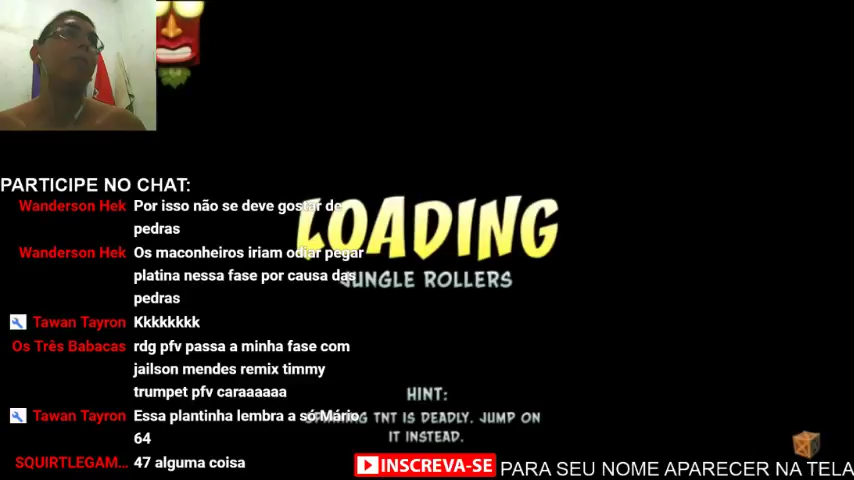 PARTICIPE NO CHAT:
Wanderson Hek Por isso não se deve gostar de
pedras
Wanderson Hek Os maconheiros iriam odiar pegar
platina nessa fase por causa das
pedras
Tawan Tayron Kkkkkkkk
Os Três Babacas rdg pfv passa a minha fase com
jailson mendes remix timmy
trumpet pfv caraaaaaa
Tawan Tayron Essa plantinha lembra a só Mário
64
SQUIRTLEGAM... 47 alguma coisa
LOADING
JUNGLE ROLLERS
HINT:
TNT IS DEADLY. JUMP ON
IT INSTEAD.
INSCREVA-SE PARA SEU NOME APARECER NA TELA